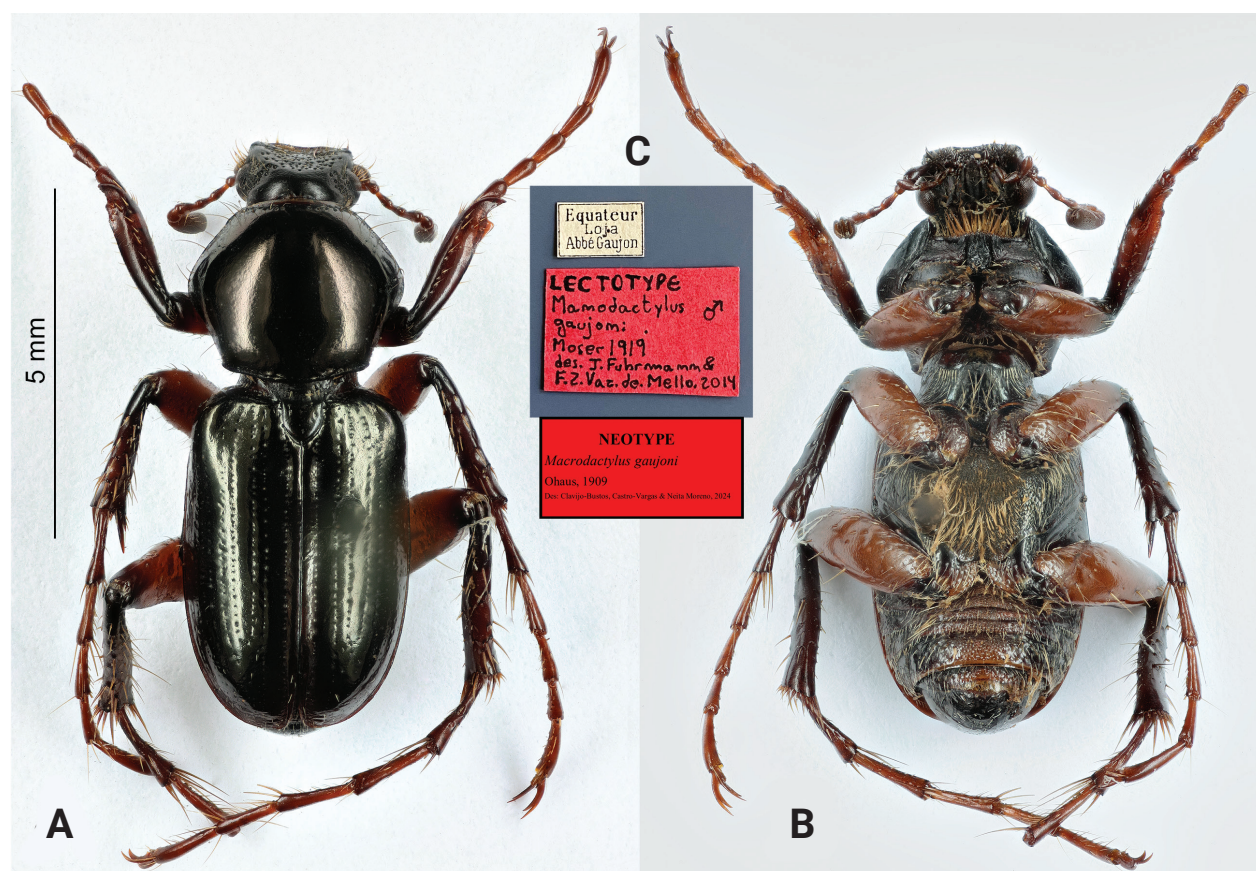 C
Equateur
Loja
Abbé Gaujon
LECTOTYPE
Mamodactylus ♂
gaujoni
Moser 1919
des. J. Fuhrmann &
F.Z. Vaz. de. Mello. 2014
NEOTYPE
Macrodactylus gaujoni
Ohaus, 1909
Des: Clavijo-Bustos, Castro-Vargas & Neita Moreno, 2024
5 mm
A
B